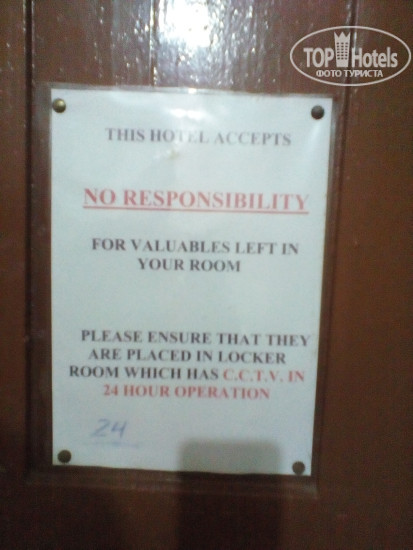 TOP Hotels
ФОТО ТУРИСТА
THIS HOTEL ACCEPTS
NO RESPONSIBILITY
FOR VALUABLES LEFT IN
YOUR ROOM
PLEASE ENSURE THAT THEY
ARE PLACED IN LOCKER
ROOM WHICH HAS C.C.T.V. IN
24 HOUR OPERATION
24